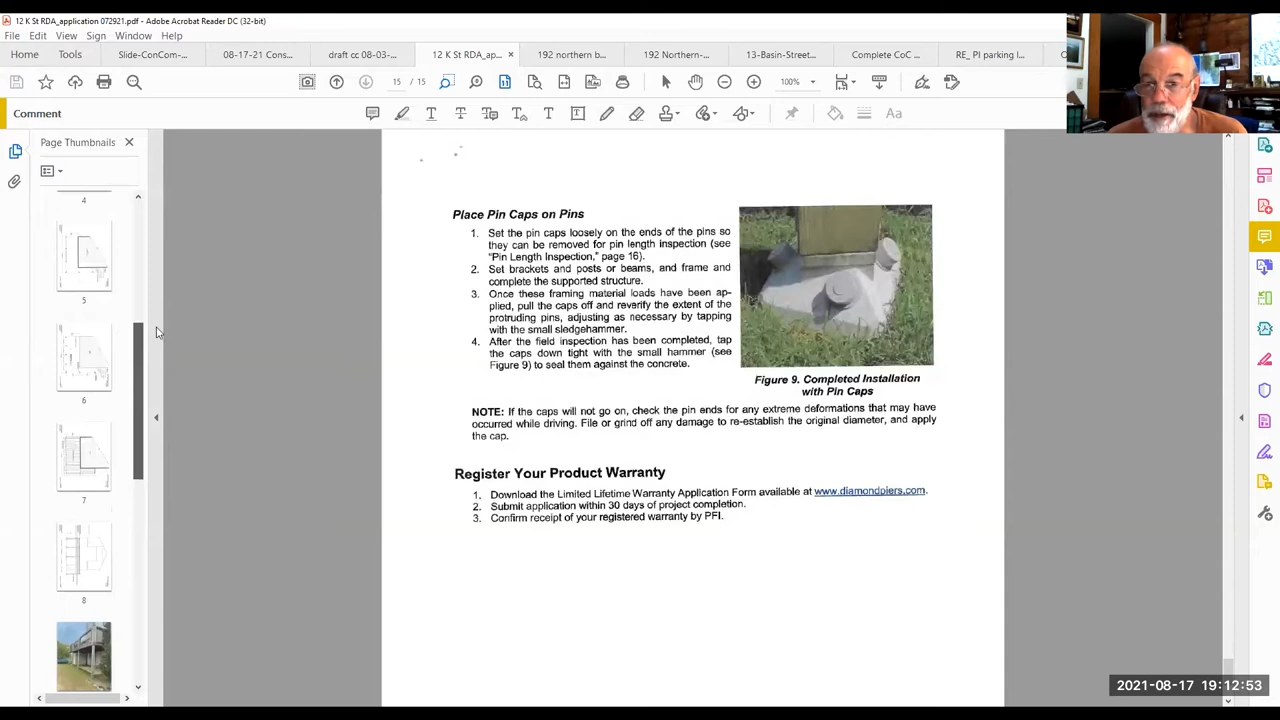 12 K St RDA_application 072921.pdf - Adobe Acrobat Reader DC (32-bit)
File Edit View Sign Window Help
Home Tools Slide-ConCom-... 08-17-21 Cons... draft cc 08-03-... 12 K St RDA_ap... × 192 northern b... 192 Northern-... 13-Basin-Street... Complete CoC ... RE_ PI parking l...
15 / 15 100%
Comment
Page Thumbnails ×
4
5
6
7
8
Place Pin Caps on Pins
1. Set the pin caps loosely on the ends of the pins so
they can be removed for pin length inspection (see
"Pin Length Inspection," page 16).
2. Set brackets and posts or beams, and frame and
complete the supported structure.
3. Once these framing material loads have been ap-
plied, pull the caps off and reverify the extent of the
protruding pins, adjusting as necessary by tapping
with the small sledgehammer.
4. After the field inspection has been completed, tap
the caps down tight with the small hammer (see
Figure 9) to seal them against the concrete.
Figure 9. Completed Installation
with Pin Caps
NOTE: If the caps will not go on, check the pin ends for any extreme deformations that may have
occurred while driving. File or grind off any damage to re-establish the original diameter, and apply
the cap.
Register Your Product Warranty
1. Download the Limited Lifetime Warranty Application Form available at www.diamondpiers.com.
2. Submit application within 30 days of project completion.
3. Confirm receipt of your registered warranty by PFI.
2021-08-17 19:12:53